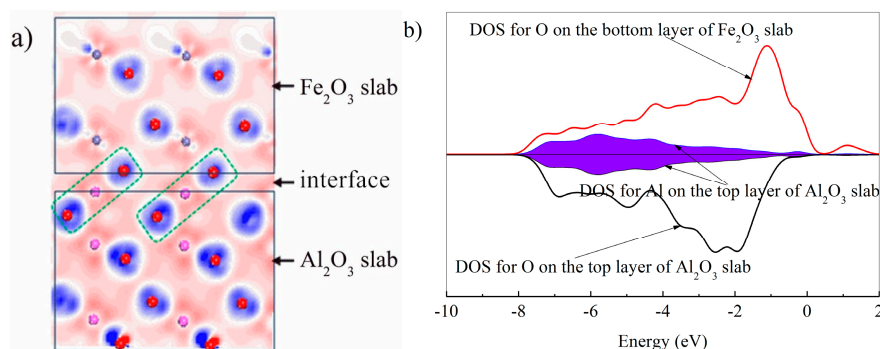 a)
Fe₂O₃ slab
interface
Al₂O₃ slab
b)
DOS for O on the bottom layer of Fe₂O₃ slab
DOS for Al on the top layer of Al₂O₃ slab
DOS for O on the top layer of Al₂O₃ slab
-10 -8 -6 -4 -2 0 2
Energy (eV)